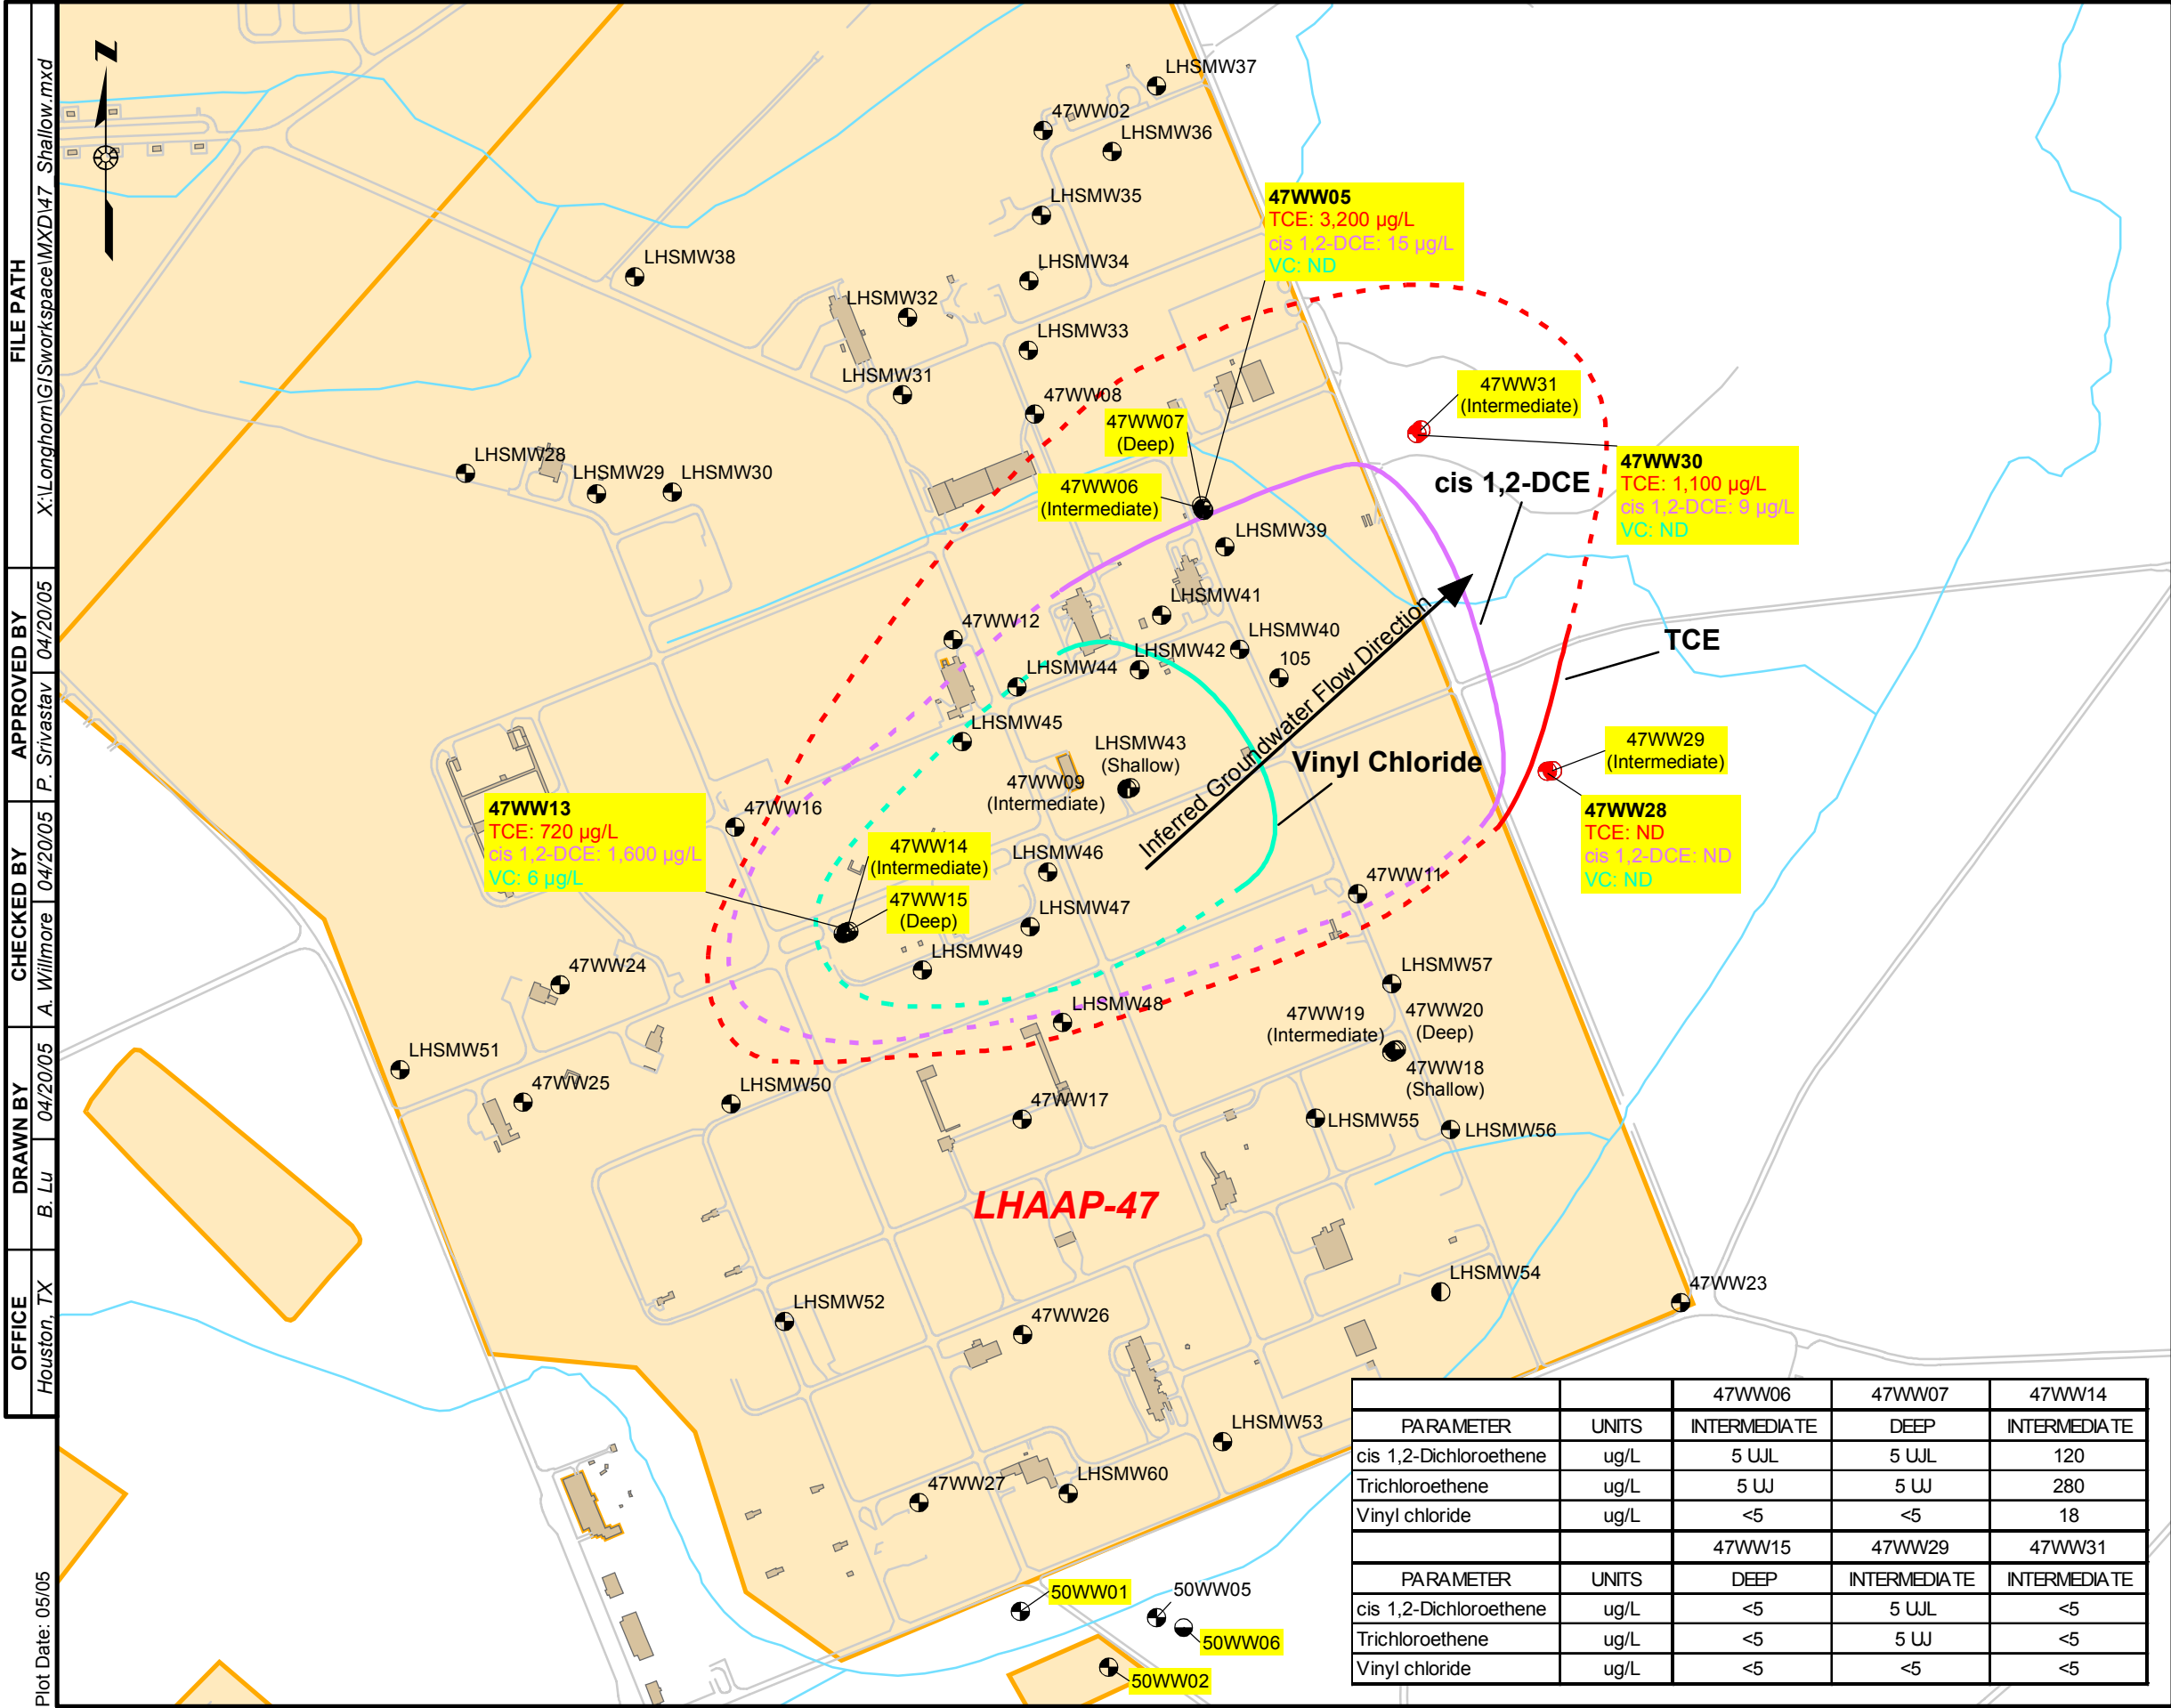 FILE PATH
X:\Longhorn\GISworkspace\MXD\47_Shallow.mxd
APPROVED BY
P. Srivastav 04/20/05
CHECKED BY
A. Willmore 04/20/05
DRAWN BY
B. Lu 04/20/05
OFFICE
Houston, TX
Plot Date: 05/05
N
LHSMW37
47WW02
LHSMW36
LHSMW35
LHSMW34
LHSMW38
LHSMW32
LHSMW33
LHSMW31
47WW08
LHSMW28
LHSMW29
LHSMW30
47WW05
TCE: 3,200 µg/L
cis 1,2-DCE: 15 µg/L
VC: ND
47WW07
(Deep)
47WW06
(Intermediate)
47WW31
(Intermediate)
47WW30
TCE: 1,100 µg/L
cis 1,2-DCE: 9 µg/L
VC: ND
cis 1,2-DCE
TCE
LHSMW39
LHSMW41
47WW12
LHSMW40
LHSMW42
LHSMW44
105
LHSMW45
LHSMW43
(Shallow)
47WW09
(Intermediate)
Inferred Groundwater Flow Direction
Vinyl Chloride
47WW29
(Intermediate)
47WW28
TCE: ND
cis 1,2-DCE: ND
VC: ND
47WW13
TCE: 720 µg/L
cis 1,2-DCE: 1,600 µg/L
VC: 6 µg/L
47WW16
47WW14
(Intermediate)
47WW15
(Deep)
LHSMW46
47WW11
LHSMW47
LHSMW49
47WW24
LHSMW57
LHSMW48
47WW19
(Intermediate)
47WW20
(Deep)
47WW18
(Shallow)
LHSMW51
47WW25
LHSMW50
47WW17
LHSMW55
LHSMW56
LHAAP-47
LHSMW54
47WW23
LHSMW52
47WW26
LHSMW53
47WW27
LHSMW60
50WW01
50WW05
50WW06
50WW02
47WW06 47WW07 47WW14
PARAMETER UNITS INTERMEDIATE DEEP INTERMEDIATE
cis 1,2-Dichloroethene ug/L 5 UJL 5 UJL 120
Trichloroethene ug/L 5 UJ 5 UJ 280
Vinyl chloride ug/L <5 <5 18
47WW15 47WW29 47WW31
PARAMETER UNITS DEEP INTERMEDIATE INTERMEDIATE
cis 1,2-Dichloroethene ug/L <5 5 UJL <5
Trichloroethene ug/L <5 5 UJ <5
Vinyl chloride ug/L <5 <5 <5